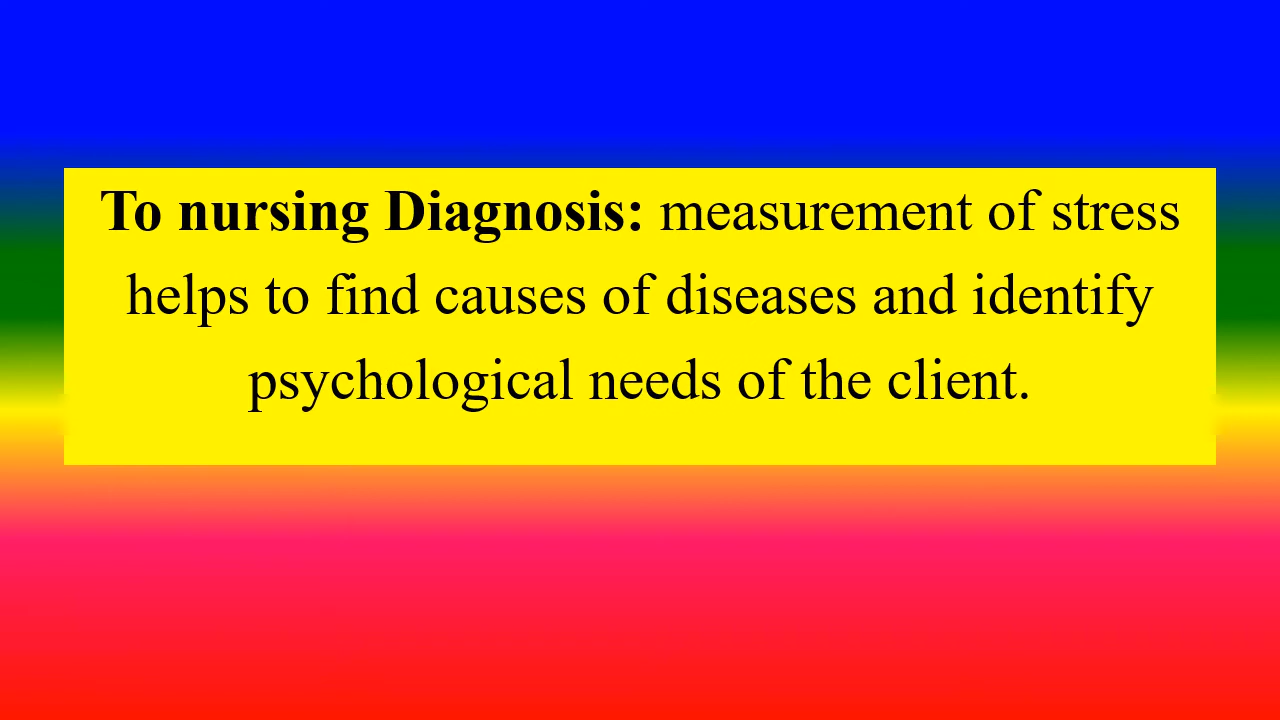 To nursing Diagnosis: measurement of stress
helps to find causes of diseases and identify
psychological needs of the client.